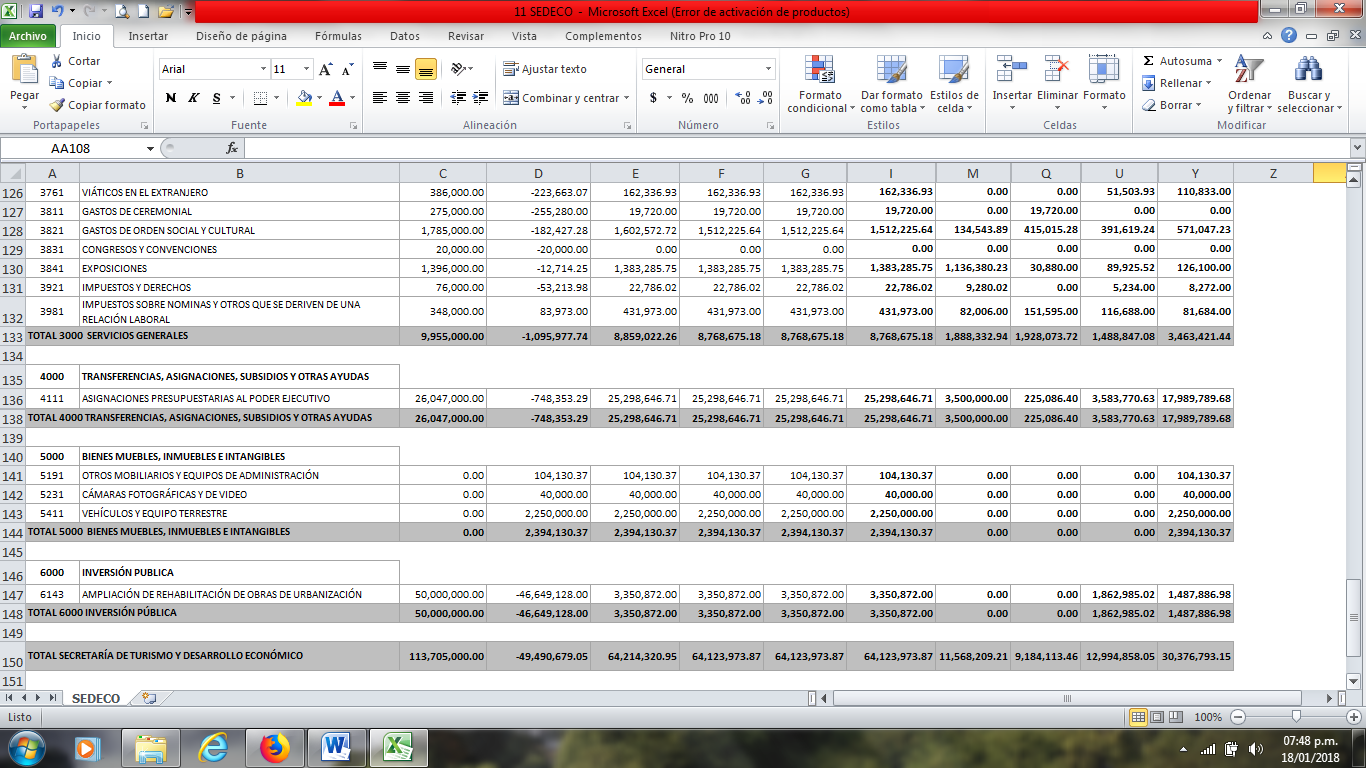 11 SEDECO - Microsoft Excel (Error de activación de productos)
Archivo Inicio Insertar Diseño de página Fórmulas Datos Revisar Vista Complementos Nitro Pro 10
Pegar Cortar Copiar Copiar formato Portapapeles
Arial 11 N K S Fuente
Ajustar texto Combinar y centrar Alineación
General $ % 000 Número
Formato condicional Dar formato como tabla Estilos de celda Estilos
Insertar Eliminar Formato Celdas
Autosuma Rellenar Borrar Ordenar y filtrar Buscar y seleccionar Modificar
AA108 fx
A B C D E F G I M Q U Y Z
126 3761 VIÁTICOS EN EL EXTRANJERO 386,000.00 -223,663.07 162,336.93 162,336.93 162,336.93 162,336.93 0.00 0.00 51,503.93 110,833.00
127 3811 GASTOS DE CEREMONIAL 275,000.00 -255,280.00 19,720.00 19,720.00 19,720.00 19,720.00 0.00 19,720.00 0.00 0.00
128 3821 GASTOS DE ORDEN SOCIAL Y CULTURAL 1,785,000.00 -182,427.28 1,602,572.72 1,512,225.64 1,512,225.64 1,512,225.64 134,543.89 415,015.28 391,619.24 571,047.23
129 3831 CONGRESOS Y CONVENCIONES 20,000.00 -20,000.00 0.00 0.00 0.00 0.00 0.00 0.00 0.00 0.00
130 3841 EXPOSICIONES 1,396,000.00 -12,714.25 1,383,285.75 1,383,285.75 1,383,285.75 1,383,285.75 1,136,380.23 30,880.00 89,925.52 126,100.00
131 3921 IMPUESTOS Y DERECHOS 76,000.00 -53,213.98 22,786.02 22,786.02 22,786.02 22,786.02 9,280.02 0.00 5,234.00 8,272.00
IMPUESTOS SOBRE NOMINAS Y OTROS QUE SE DERIVEN DE UNA
132 3981 RELACIÓN LABORAL 348,000.00 83,973.00 431,973.00 431,973.00 431,973.00 431,973.00 82,006.00 151,595.00 116,688.00 81,684.00
133 TOTAL 3000 SERVICIOS GENERALES 9,955,000.00 -1,095,977.74 8,859,022.26 8,768,675.18 8,768,675.18 8,768,675.18 1,888,332.94 1,928,073.72 1,488,847.08 3,463,421.44
134
135 4000 TRANSFERENCIAS, ASIGNACIONES, SUBSIDIOS Y OTRAS AYUDAS
136 4111 ASIGNACIONES PRESUPUESTARIAS AL PODER EJECUTIVO 26,047,000.00 -748,353.29 25,298,646.71 25,298,646.71 25,298,646.71 25,298,646.71 3,500,000.00 225,086.40 3,583,770.63 17,989,789.68
138 TOTAL 4000 TRANSFERENCIAS, ASIGNACIONES, SUBSIDIOS Y OTRAS AYUDAS 26,047,000.00 -748,353.29 25,298,646.71 25,298,646.71 25,298,646.71 25,298,646.71 3,500,000.00 225,086.40 3,583,770.63 17,989,789.68
139
140 5000 BIENES MUEBLES, INMUEBLES E INTANGIBLES
141 5191 OTROS MOBILIARIOS Y EQUIPOS DE ADMINISTRACIÓN 0.00 104,130.37 104,130.37 104,130.37 104,130.37 104,130.37 0.00 0.00 0.00 104,130.37
142 5231 CÁMARAS FOTOGRÁFICAS Y DE VIDEO 0.00 40,000.00 40,000.00 40,000.00 40,000.00 40,000.00 0.00 0.00 0.00 40,000.00
143 5411 VEHÍCULOS Y EQUIPO TERRESTRE 0.00 2,250,000.00 2,250,000.00 2,250,000.00 2,250,000.00 2,250,000.00 0.00 0.00 0.00 2,250,000.00
144 TOTAL 5000 BIENES MUEBLES, INMUEBLES E INTANGIBLES 0.00 2,394,130.37 2,394,130.37 2,394,130.37 2,394,130.37 2,394,130.37 0.00 0.00 0.00 2,394,130.37
145
146 6000 INVERSIÓN PUBLICA
147 6143 AMPLIACIÓN DE REHABILITACIÓN DE OBRAS DE URBANIZACIÓN 50,000,000.00 -46,649,128.00 3,350,872.00 3,350,872.00 3,350,872.00 3,350,872.00 0.00 0.00 1,862,985.02 1,487,886.98
148 TOTAL 6000 INVERSIÓN PÚBLICA 50,000,000.00 -46,649,128.00 3,350,872.00 3,350,872.00 3,350,872.00 3,350,872.00 0.00 0.00 1,862,985.02 1,487,886.98
149
150 TOTAL SECRETARÍA DE TURISMO Y DESARROLLO ECONÓMICO 113,705,000.00 -49,490,679.05 64,214,320.95 64,123,973.87 64,123,973.87 64,123,973.87 11,568,209.21 9,184,113.46 12,994,858.05 30,376,793.15
151
SEDECO
Listo 100%
07:48 p.m.
18/01/2018